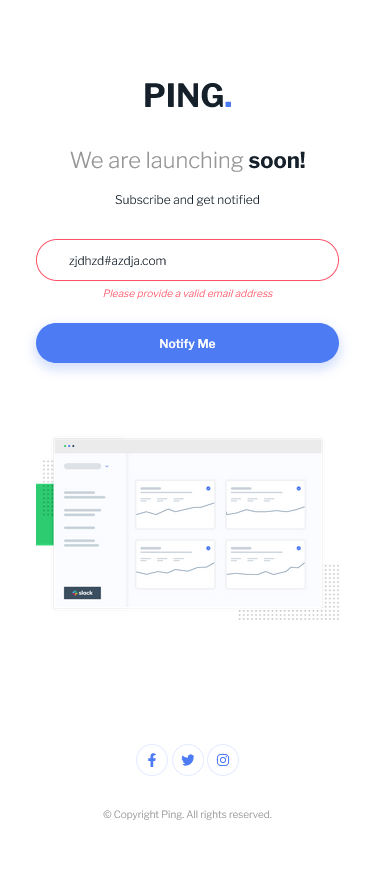 PING.
We are launching soon!
Subscribe and get notified
zjdhzd#azdja.com
Please provide a valid email address
Notify Me
slack
© Copyright Ping. All rights reserved.